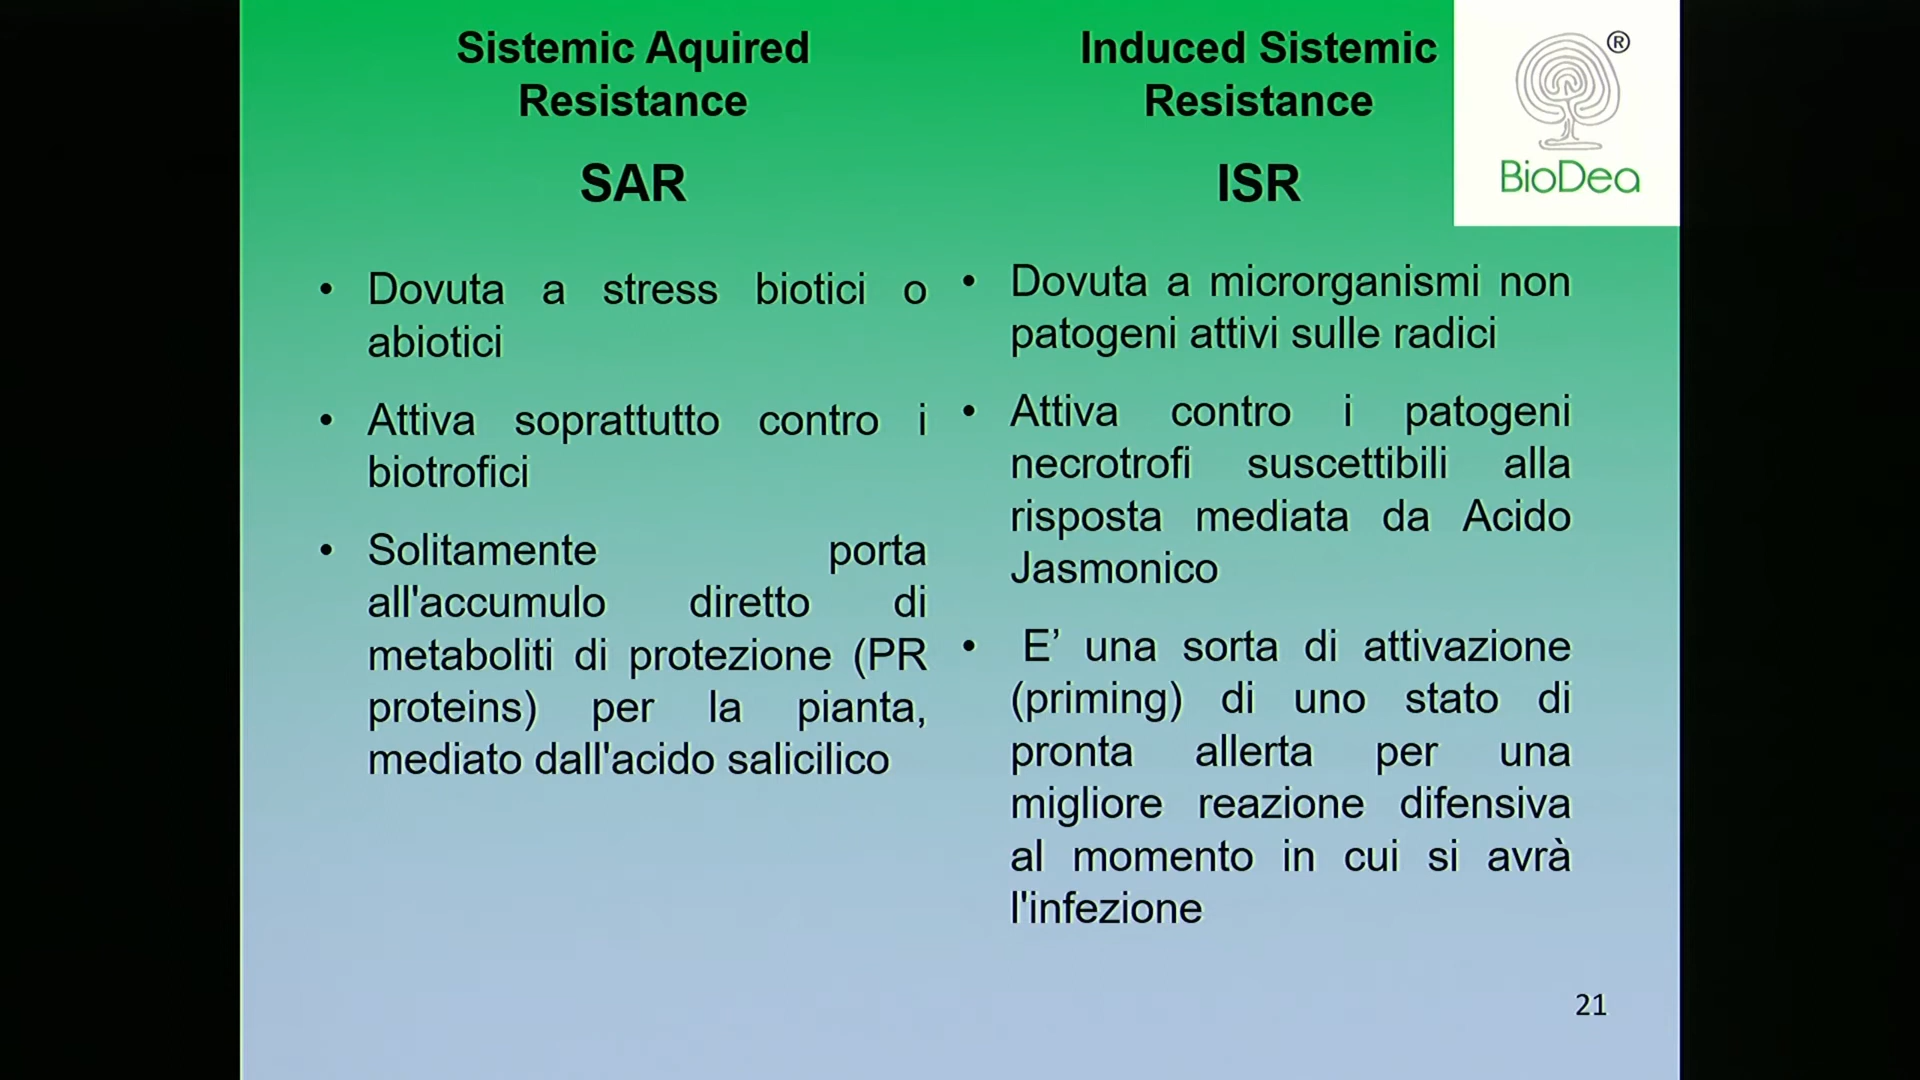 Sistemic Aquired
Resistance
SAR
• Dovuta a stress biotici o
abiotici
• Attiva soprattutto contro i
biotrofici
• Solitamente porta
all'accumulo diretto di
metaboliti di protezione (PR
proteins) per la pianta,
mediato dall'acido salicilico
Induced Sistemic
Resistance
ISR
• Dovuta a microrganismi non
patogeni attivi sulle radici
• Attiva contro i patogeni
necrotrofi suscettibili alla
risposta mediata da Acido
Jasmonico
• E’ una sorta di attivazione
(priming) di uno stato di
pronta allerta per una
migliore reazione difensiva
al momento in cui si avrà
l'infezione
®
BioDea
21